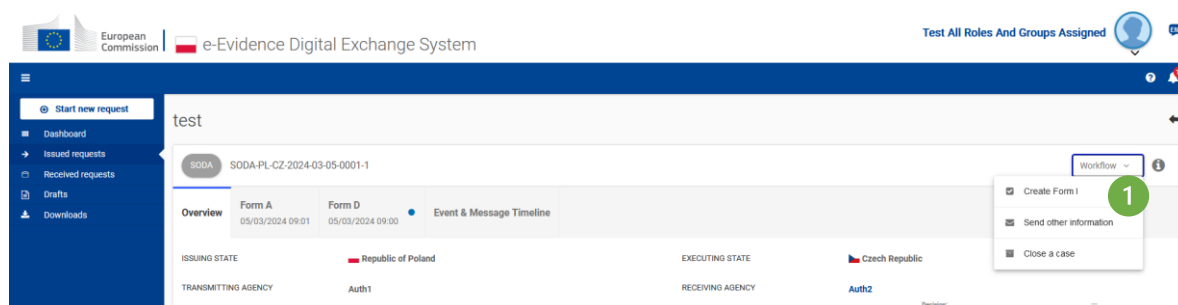 European
Commission
e-Evidence Digital Exchange System
Test All Roles And Groups Assigned
Start new request
Dashboard
Issued requests
Received requests
Drafts
Downloads
test
SODA SODA-PL-CZ-2024-03-05-0001-1
Workflow
Create Form I
1
Send other information
Close a case
Overview
Form A
05/03/2024 09:01
Form D
05/03/2024 09:00
Event & Message Timeline
ISSUING STATE Republic of Poland EXECUTING STATE Czech Republic
TRANSMITTING AGENCY Auth1 RECEIVING AGENCY Auth2